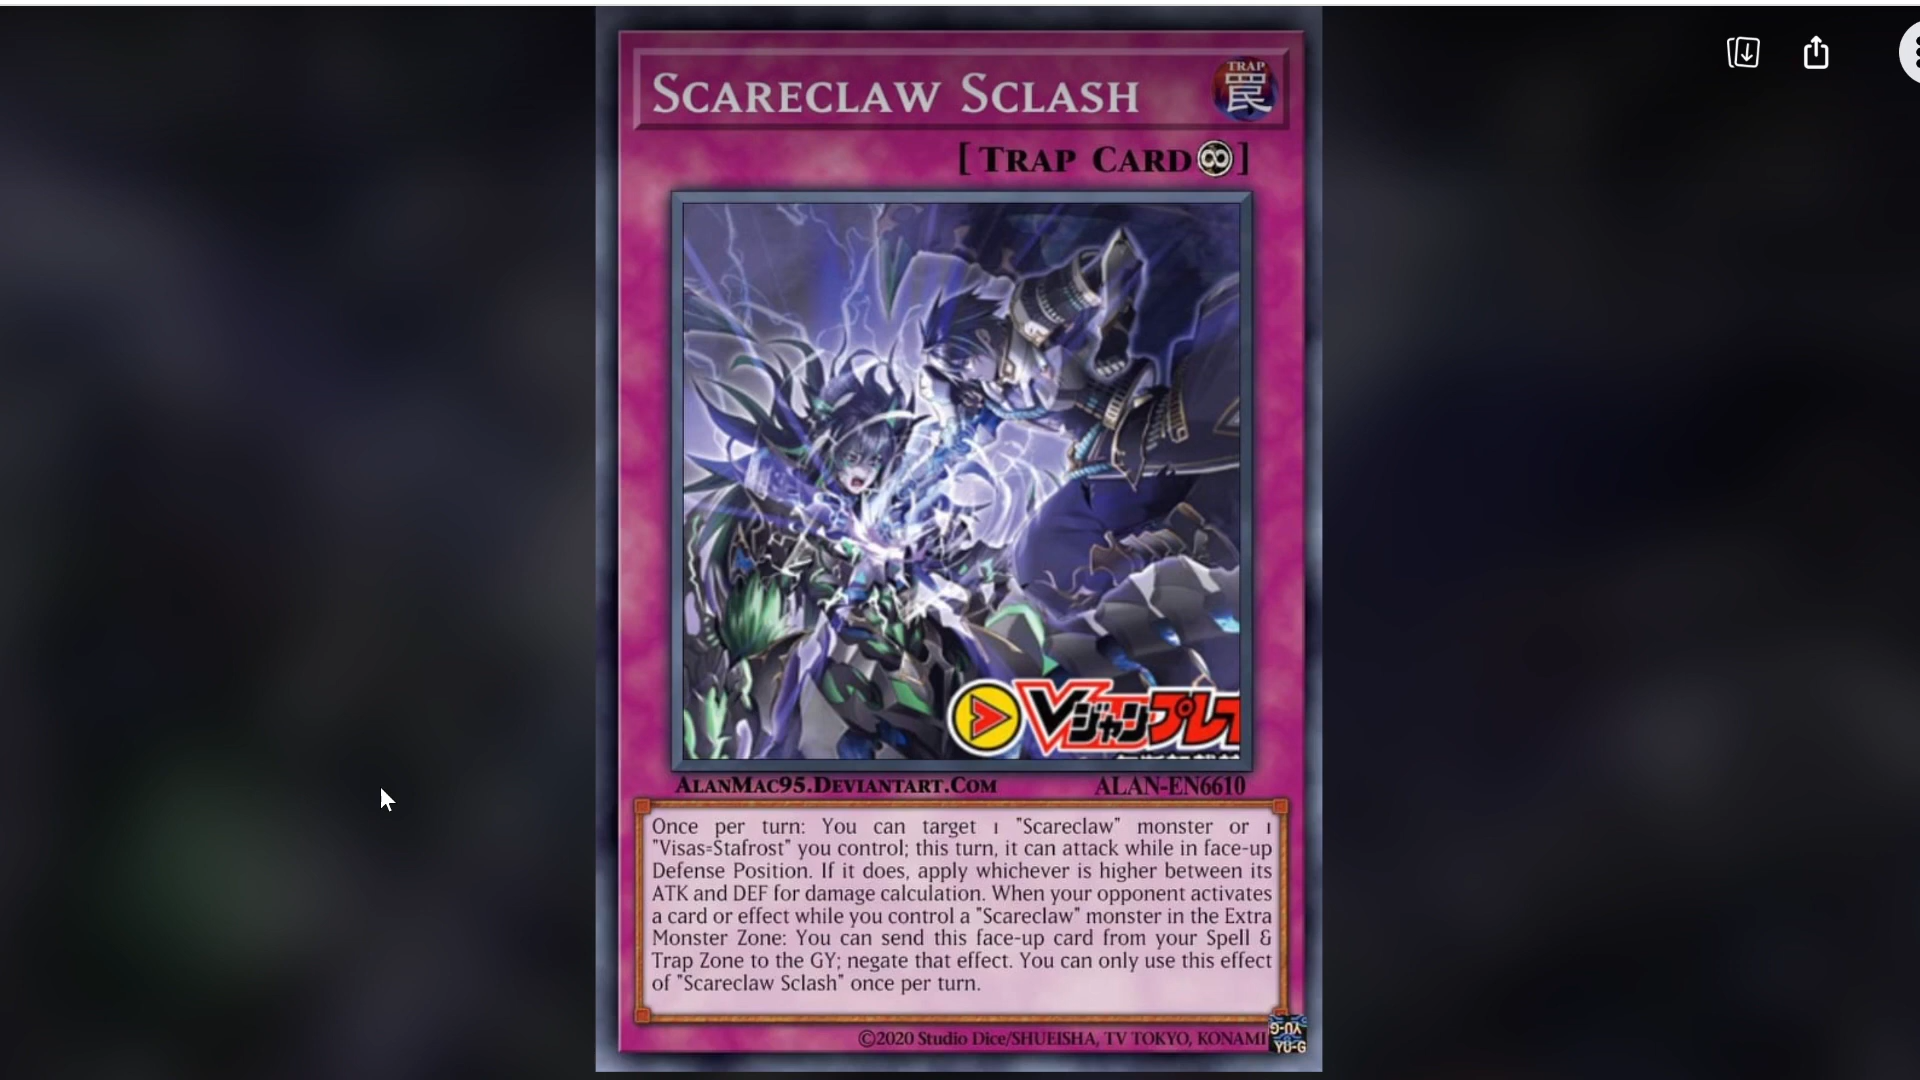 Scareclaw Sclash
TRAP
罠
[Trap Card]
Vジャンプレ
AlanMac95.Deviantart.Com
ALAN-EN6610
Once per turn: You can target 1 "Scareclaw" monster or 1
"Visas=Stafrost" you control; this turn, it can attack while in face-up
Defense Position. If it does, apply whichever is higher between its
ATK and DEF for damage calculation. When your opponent activates
a card or effect while you control a "Scareclaw" monster in the Extra
Monster Zone: You can send this face-up card from your Spell &
Trap Zone to the GY; negate that effect. You can only use this effect
of "Scareclaw Sclash" once per turn.
©2020 Studio Dice/SHUEISHA, TV TOKYO, KONAMI
YU-G
YU-G